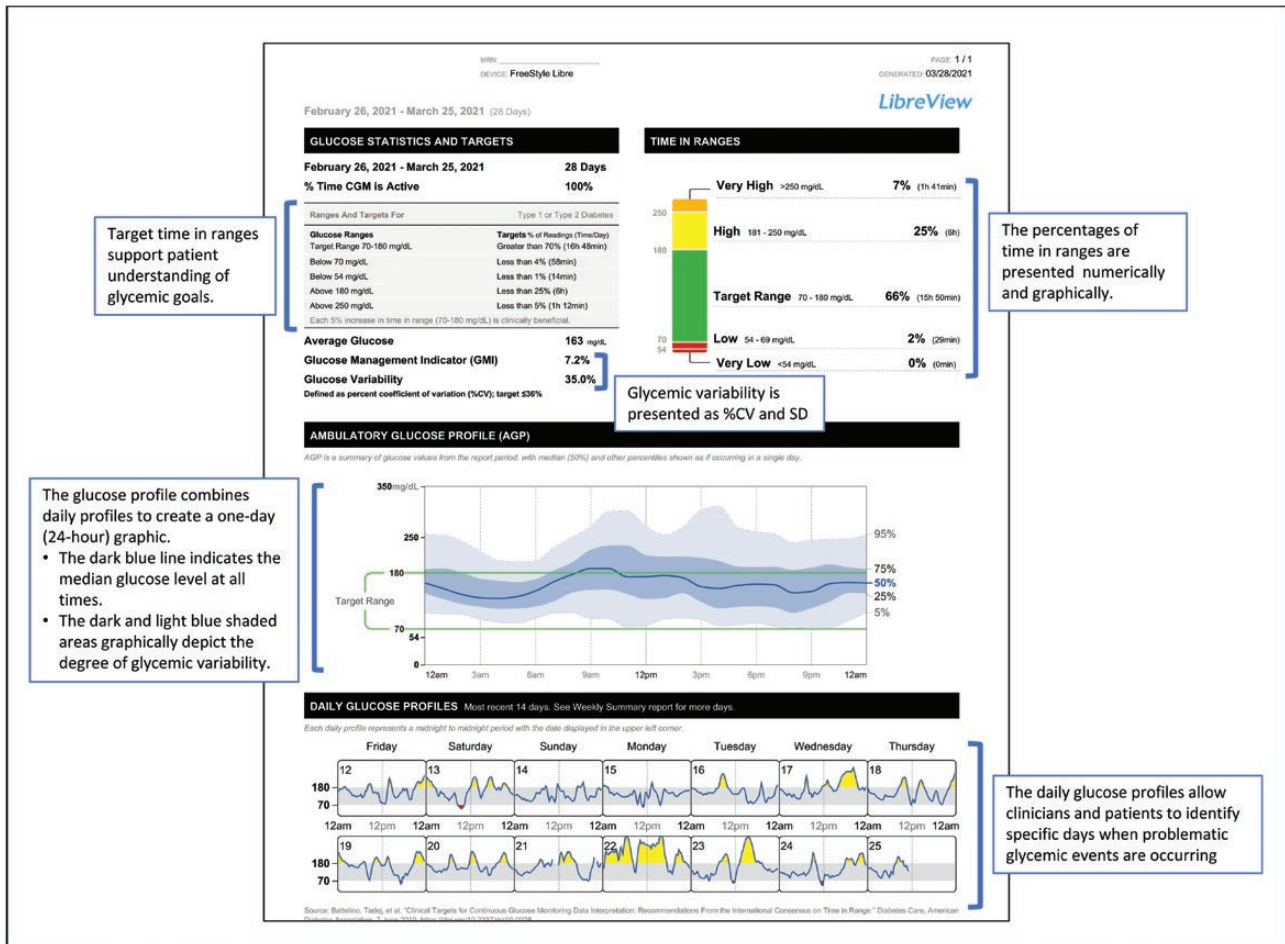 MRN:
DEVICE: FreeStyle Libre
PAGE: 1 / 1
GENERATED: 03/28/2021
LibreView
February 26, 2021 - March 25, 2021 (28 Days)
GLUCOSE STATISTICS AND TARGETS
February 26, 2021 - March 25, 2021 28 Days
% Time CGM is Active 100%
Ranges And Targets For Type 1 or Type 2 Diabetes
Glucose Ranges Targets % of Readings (Time/Day)
Target Range 70-180 mg/dL Greater than 70% (16h 48min)
Below 70 mg/dL Less than 4% (58min)
Below 54 mg/dL Less than 1% (14min)
Above 180 mg/dL Less than 25% (6h)
Above 250 mg/dL Less than 5% (1h 12min)
Each 5% increase in time in range (70-180 mg/dL) is clinically beneficial.
Average Glucose 163 mg/dL
Glucose Management Indicator (GMI) 7.2%
Glucose Variability 35.0%
Defined as percent coefficient of variation (%CV); target ≤36%
Target time in ranges
support patient
understanding of
glycemic goals.
TIME IN RANGES
Very High >250 mg/dL 7% (1h 41min)
250
High 181 - 250 mg/dL 25% (6h)
180
Target Range 70 - 180 mg/dL 66% (15h 50min)
70
Low 54 - 69 mg/dL 2% (29min)
54
Very Low <54 mg/dL 0% (0min)
The percentages of
time in ranges are
presented numerically
and graphically.
Glycemic variability is
presented as %CV and SD
AMBULATORY GLUCOSE PROFILE (AGP)
AGP is a summary of glucose values from the report period, with median (50%) and other percentiles shown as if occurring in a single day.
The glucose profile combines
daily profiles to create a one-day
(24-hour) graphic.
• The dark blue line indicates the
median glucose level at all
times.
• The dark and light blue shaded
areas graphically depict the
degree of glycemic variability.
350 mg/dL
250
180
Target Range
70
54
0
95%
75%
50%
25%
5%
12am 3am 6am 9am 12pm 3pm 6pm 9pm 12am
DAILY GLUCOSE PROFILES Most recent 14 days. See Weekly Summary report for more days.
Each daily profile represents a midnight to midnight period with the date displayed in the upper left corner.
Friday Saturday Sunday Monday Tuesday Wednesday Thursday
12 13 14 15 16 17 18
180
70
12am 12pm 12am 12pm 12am 12pm 12am 12pm 12am 12pm 12am 12pm 12am 12pm 12am
19 20 21 22 23 24 25
180
70
The daily glucose profiles allow
clinicians and patients to identify
specific days when problematic
glycemic events are occurring
Source: Battelino, Tadej, et al. "Clinical Targets for Continuous Glucose Monitoring Data Interpretation: Recommendations From the International Consensus on Time in Range." Diabetes Care, American